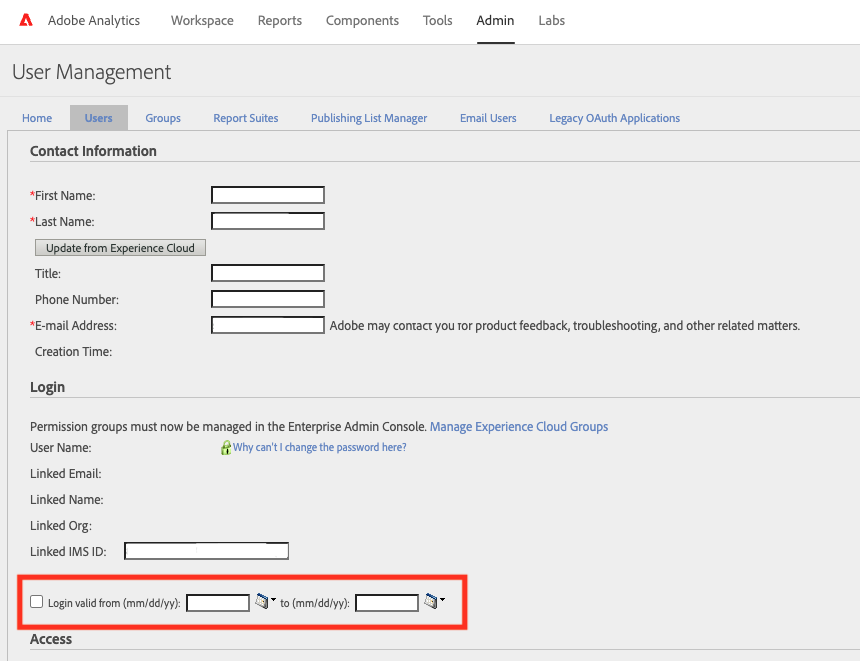 Adobe Analytics Workspace Reports Components Tools Admin Labs
User Management
Home Users Groups Report Suites Publishing List Manager Email Users Legacy OAuth Applications
Contact Information
*First Name:
*Last Name:
Update from Experience Cloud
Title:
Phone Number:
*E-mail Address: Adobe may contact you for product feedback, troubleshooting, and other related matters.
Creation Time:
Login
Permission groups must now be managed in the Enterprise Admin Console. Manage Experience Cloud Groups
User Name: Why can't I change the password here?
Linked Email:
Linked Name:
Linked Org:
Linked IMS ID:
Login valid from (mm/dd/yy): to (mm/dd/yy):
Access